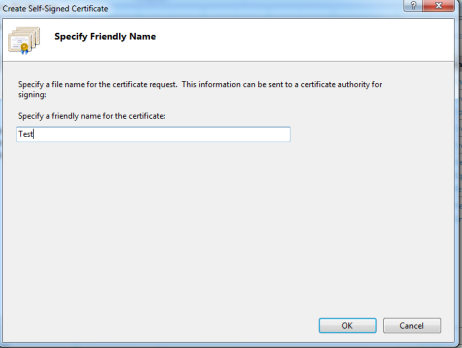 Create Self-Signed Certificate
Specify Friendly Name
Specify a file name for the certificate request. This information can be sent to a certificate authority for
signing:
Specify a friendly name for the certificate:
Test
OK Cancel